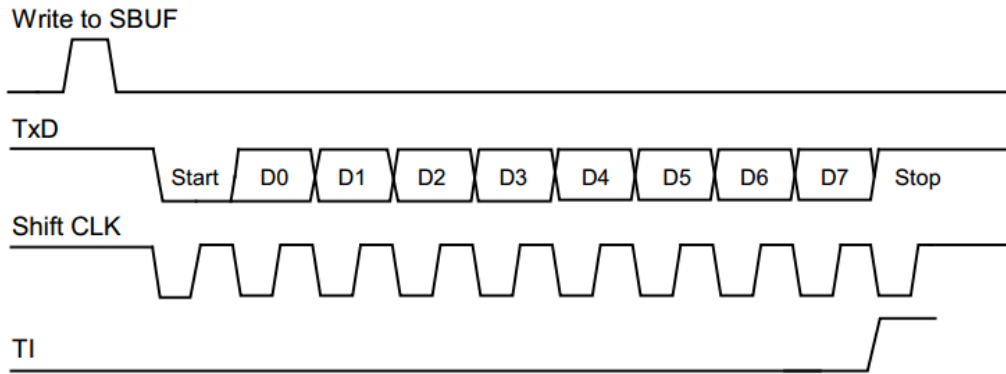 Write to SBUF
TxD
Start D0 D1 D2 D3 D4 D5 D6 D7 Stop
Shift CLK
TI